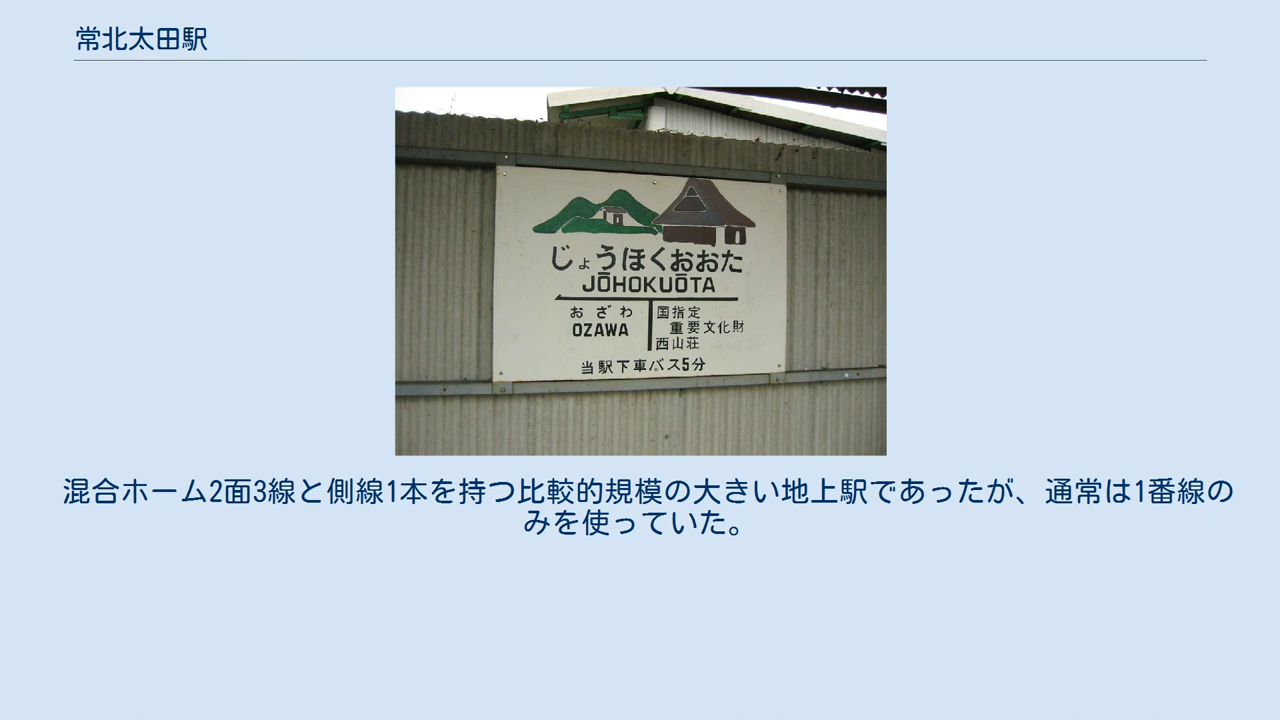 常北太田駅
じょうほくおおた
JŌHOKUŌTA
おざわ
OZAWA
国指定
重要文化財
西山荘
当駅下車バス5分
混合ホーム2面3線と側線1本を持つ比較的規模の大きい地上駅であったが、通常は1番線の
みを使っていた。